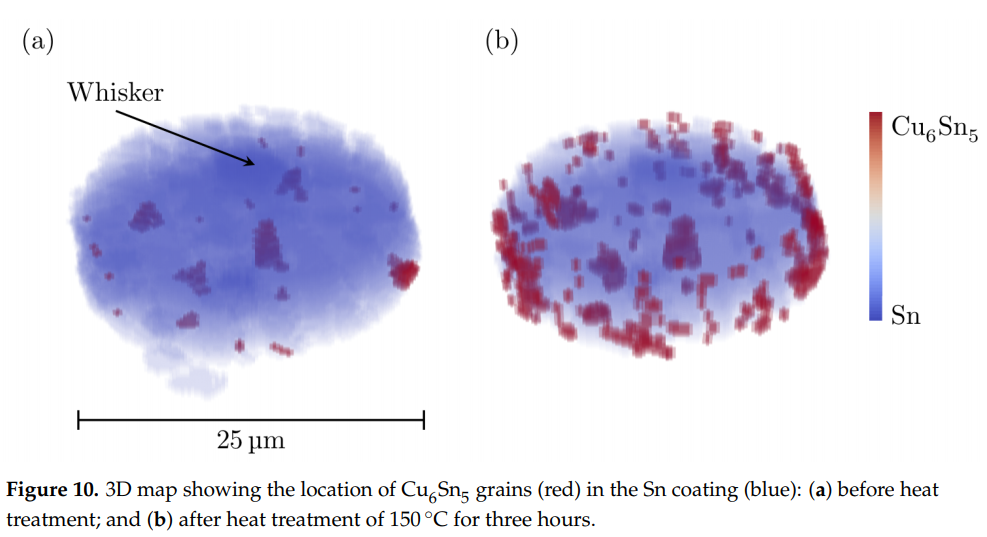 (a)
(b)
Whisker
Cu₆Sn₅
Sn
25 µm
Figure 10. 3D map showing the location of Cu₆Sn₅ grains (red) in the Sn coating (blue): (a) before heat
treatment; and (b) after heat treatment of 150 °C for three hours.